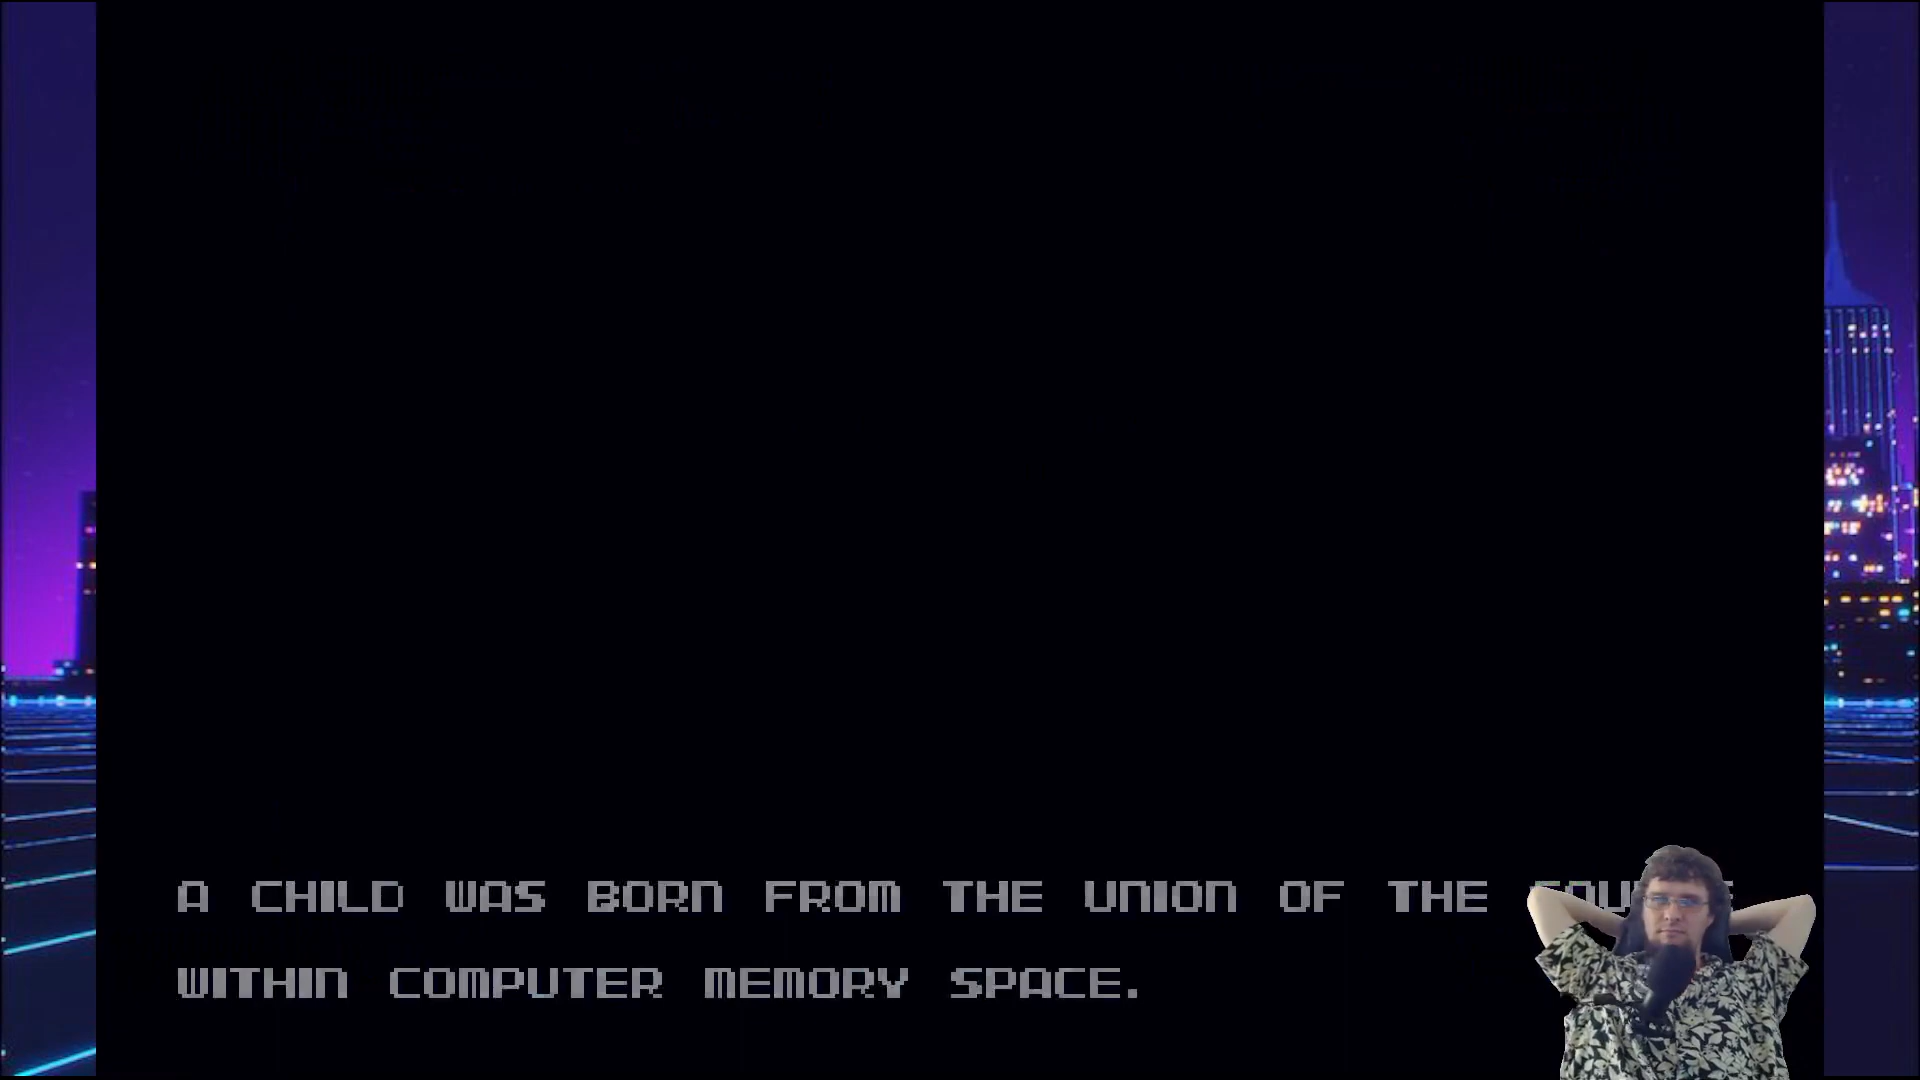 A CHILD WAS BORN FROM THE UNION OF THE
WITHIN COMPUTER MEMORY SPACE.